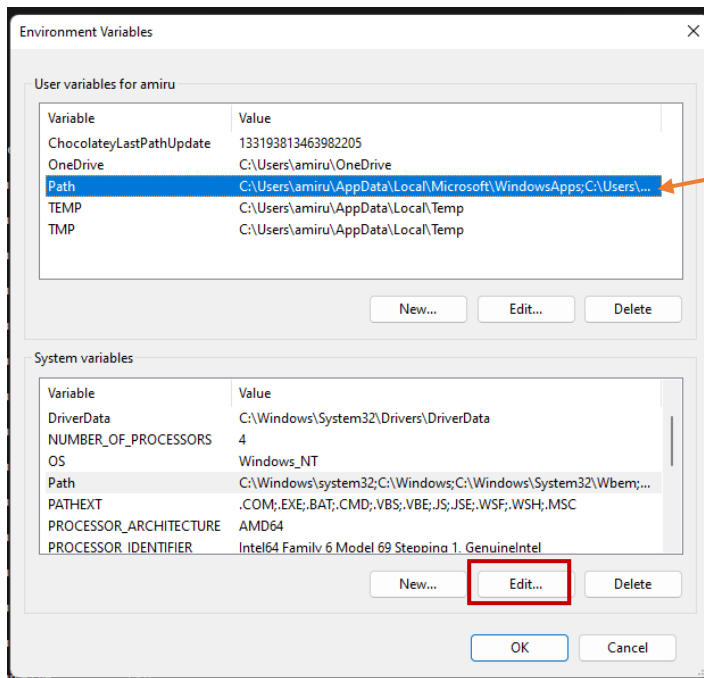 Environment Variables
User variables for amiru
Variable Value
ChocolateyLastPathUpdate 133193813463982205
OneDrive C:\Users\amiru\OneDrive
Path C:\Users\amiru\AppData\Local\Microsoft\WindowsApps;C:\Users\...
TEMP C:\Users\amiru\AppData\Local\Temp
TMP C:\Users\amiru\AppData\Local\Temp
New... Edit... Delete
System variables
Variable Value
DriverData C:\Windows\System32\Drivers\DriverData
NUMBER_OF_PROCESSORS 4
OS Windows_NT
Path C:\Windows\system32;C:\Windows;C:\Windows\System32\Wbem;...
PATHEXT .COM;.EXE;.BAT;.CMD;.VBS;.VBE;.JS;.JSE;.WSF;.WSH;.MSC
PROCESSOR_ARCHITECTURE AMD64
PROCESSOR_IDENTIFIER Intel64 Family 6 Model 69 Stepping 1, GenuineIntel
New... Edit... Delete
OK Cancel